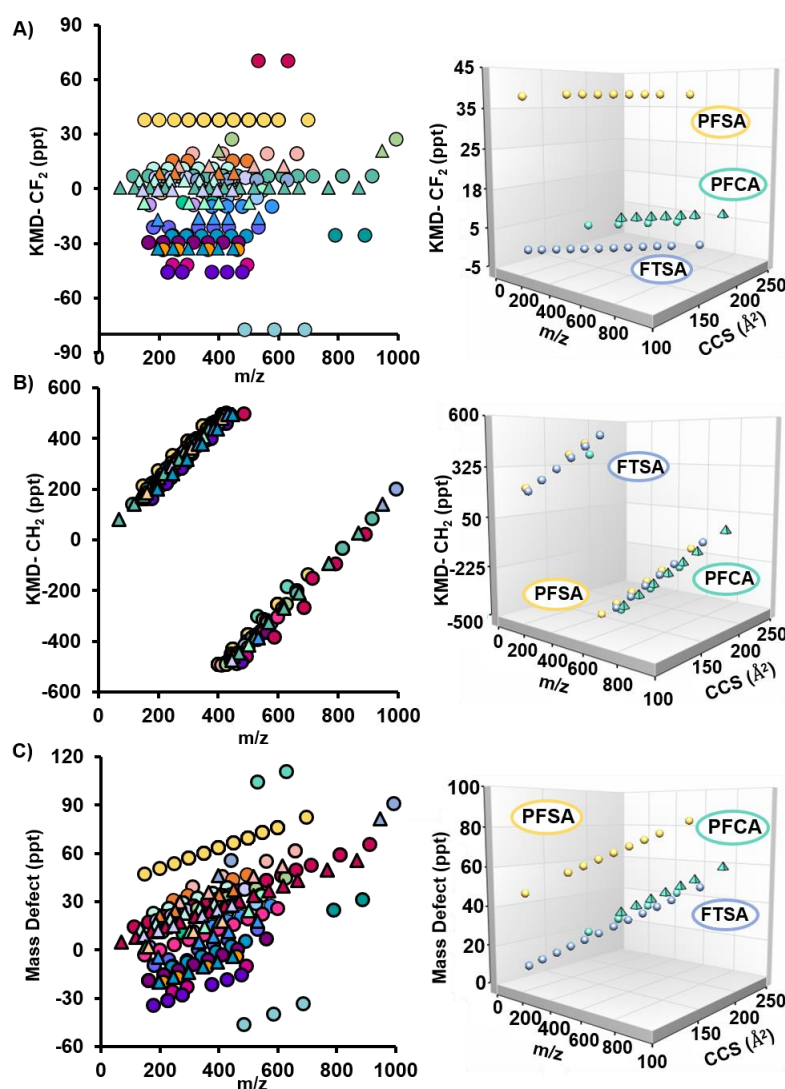 A)
90
60
30
0
-30
-60
-90
KMD- CF₂ (ppt)
0 200 400 600 800 1000
m/z
45
35
25
18
5
-5
KMD- CF₂ (ppt)
PFSA
PFCA
FTSA
0 200 400 600 800 100
m/z
150 200 250
CCS (Å²)
B)
600
400
200
0
-200
-400
-600
KMD- CH₂ (ppt)
0 200 400 600 800 1000
m/z
600
325
50
-225
-500
KMD- CH₂ (ppt)
FTSA
PFSA
PFCA
0 200 400 600 800 100
m/z
150 200 250
CCS (Å²)
C)
120
90
60
30
0
-30
-60
Mass Defect (ppt)
0 200 400 600 800 1000
m/z
100
80
60
40
20
0
Mass Defect (ppt)
PFSA
PFCA
FTSA
0 200 400 600 800 100
m/z
150 200 250
CCS (Å²)